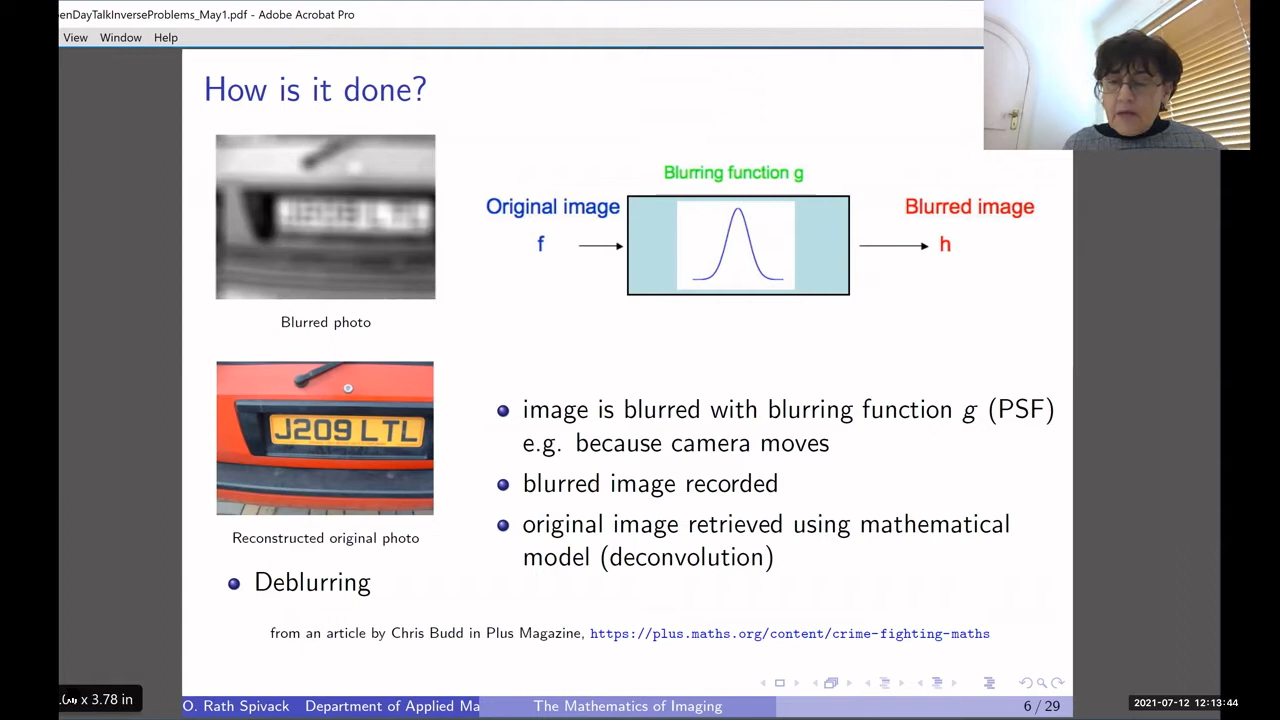 enDayTalkInverseProblems_May1.pdf - Adobe Acrobat Pro
View Window Help
How is it done?
Blurred photo
Blurring function g
Original image
Blurred image
f
h
J209 LTL
Reconstructed original photo
Deblurring
image is blurred with blurring function g (PSF)
e.g. because camera moves
blurred image recorded
original image retrieved using mathematical
model (deconvolution)
from an article by Chris Budd in Plus Magazine, https://plus.maths.org/content/crime-fighting-maths
x 3.78 in
O. Rath Spivack Department of Applied Ma The Mathematics of Imaging 6 / 29
2021-07-12 12:13:44